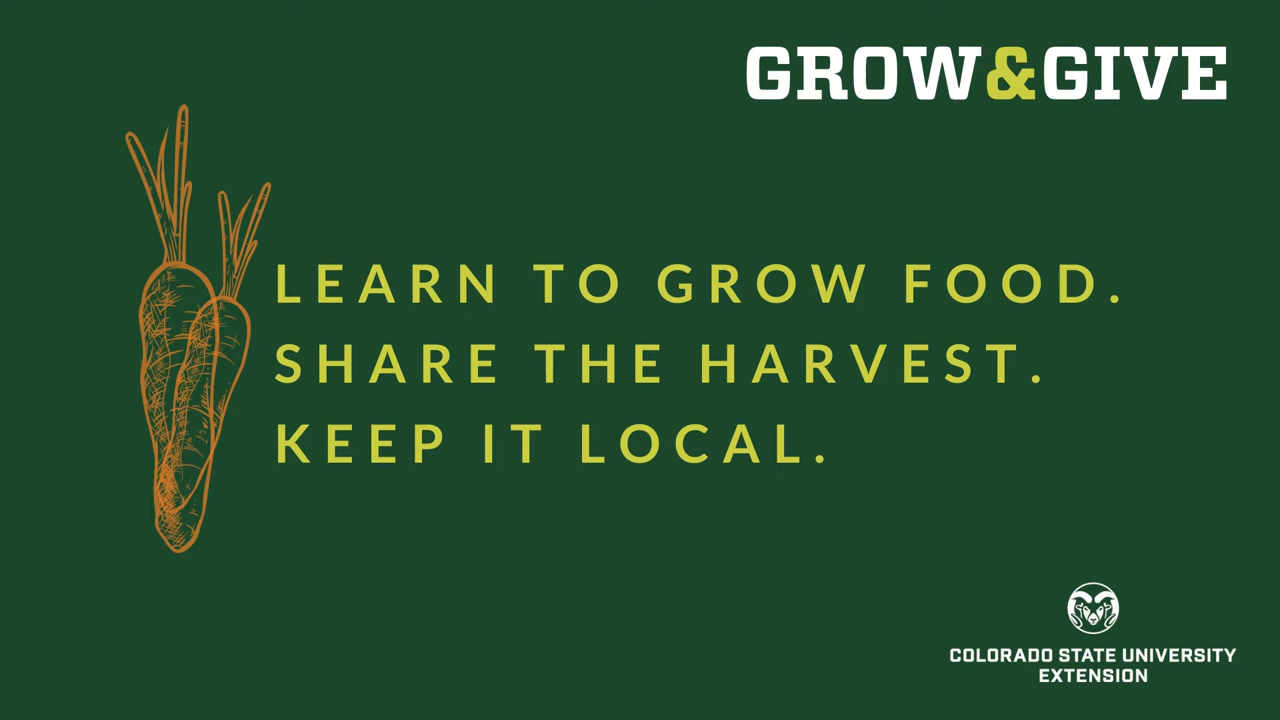 GROW&GIVE
LEARN TO GROW FOOD.
SHARE THE HARVEST.
KEEP IT LOCAL.
COLORADO STATE UNIVERSITY
EXTENSION